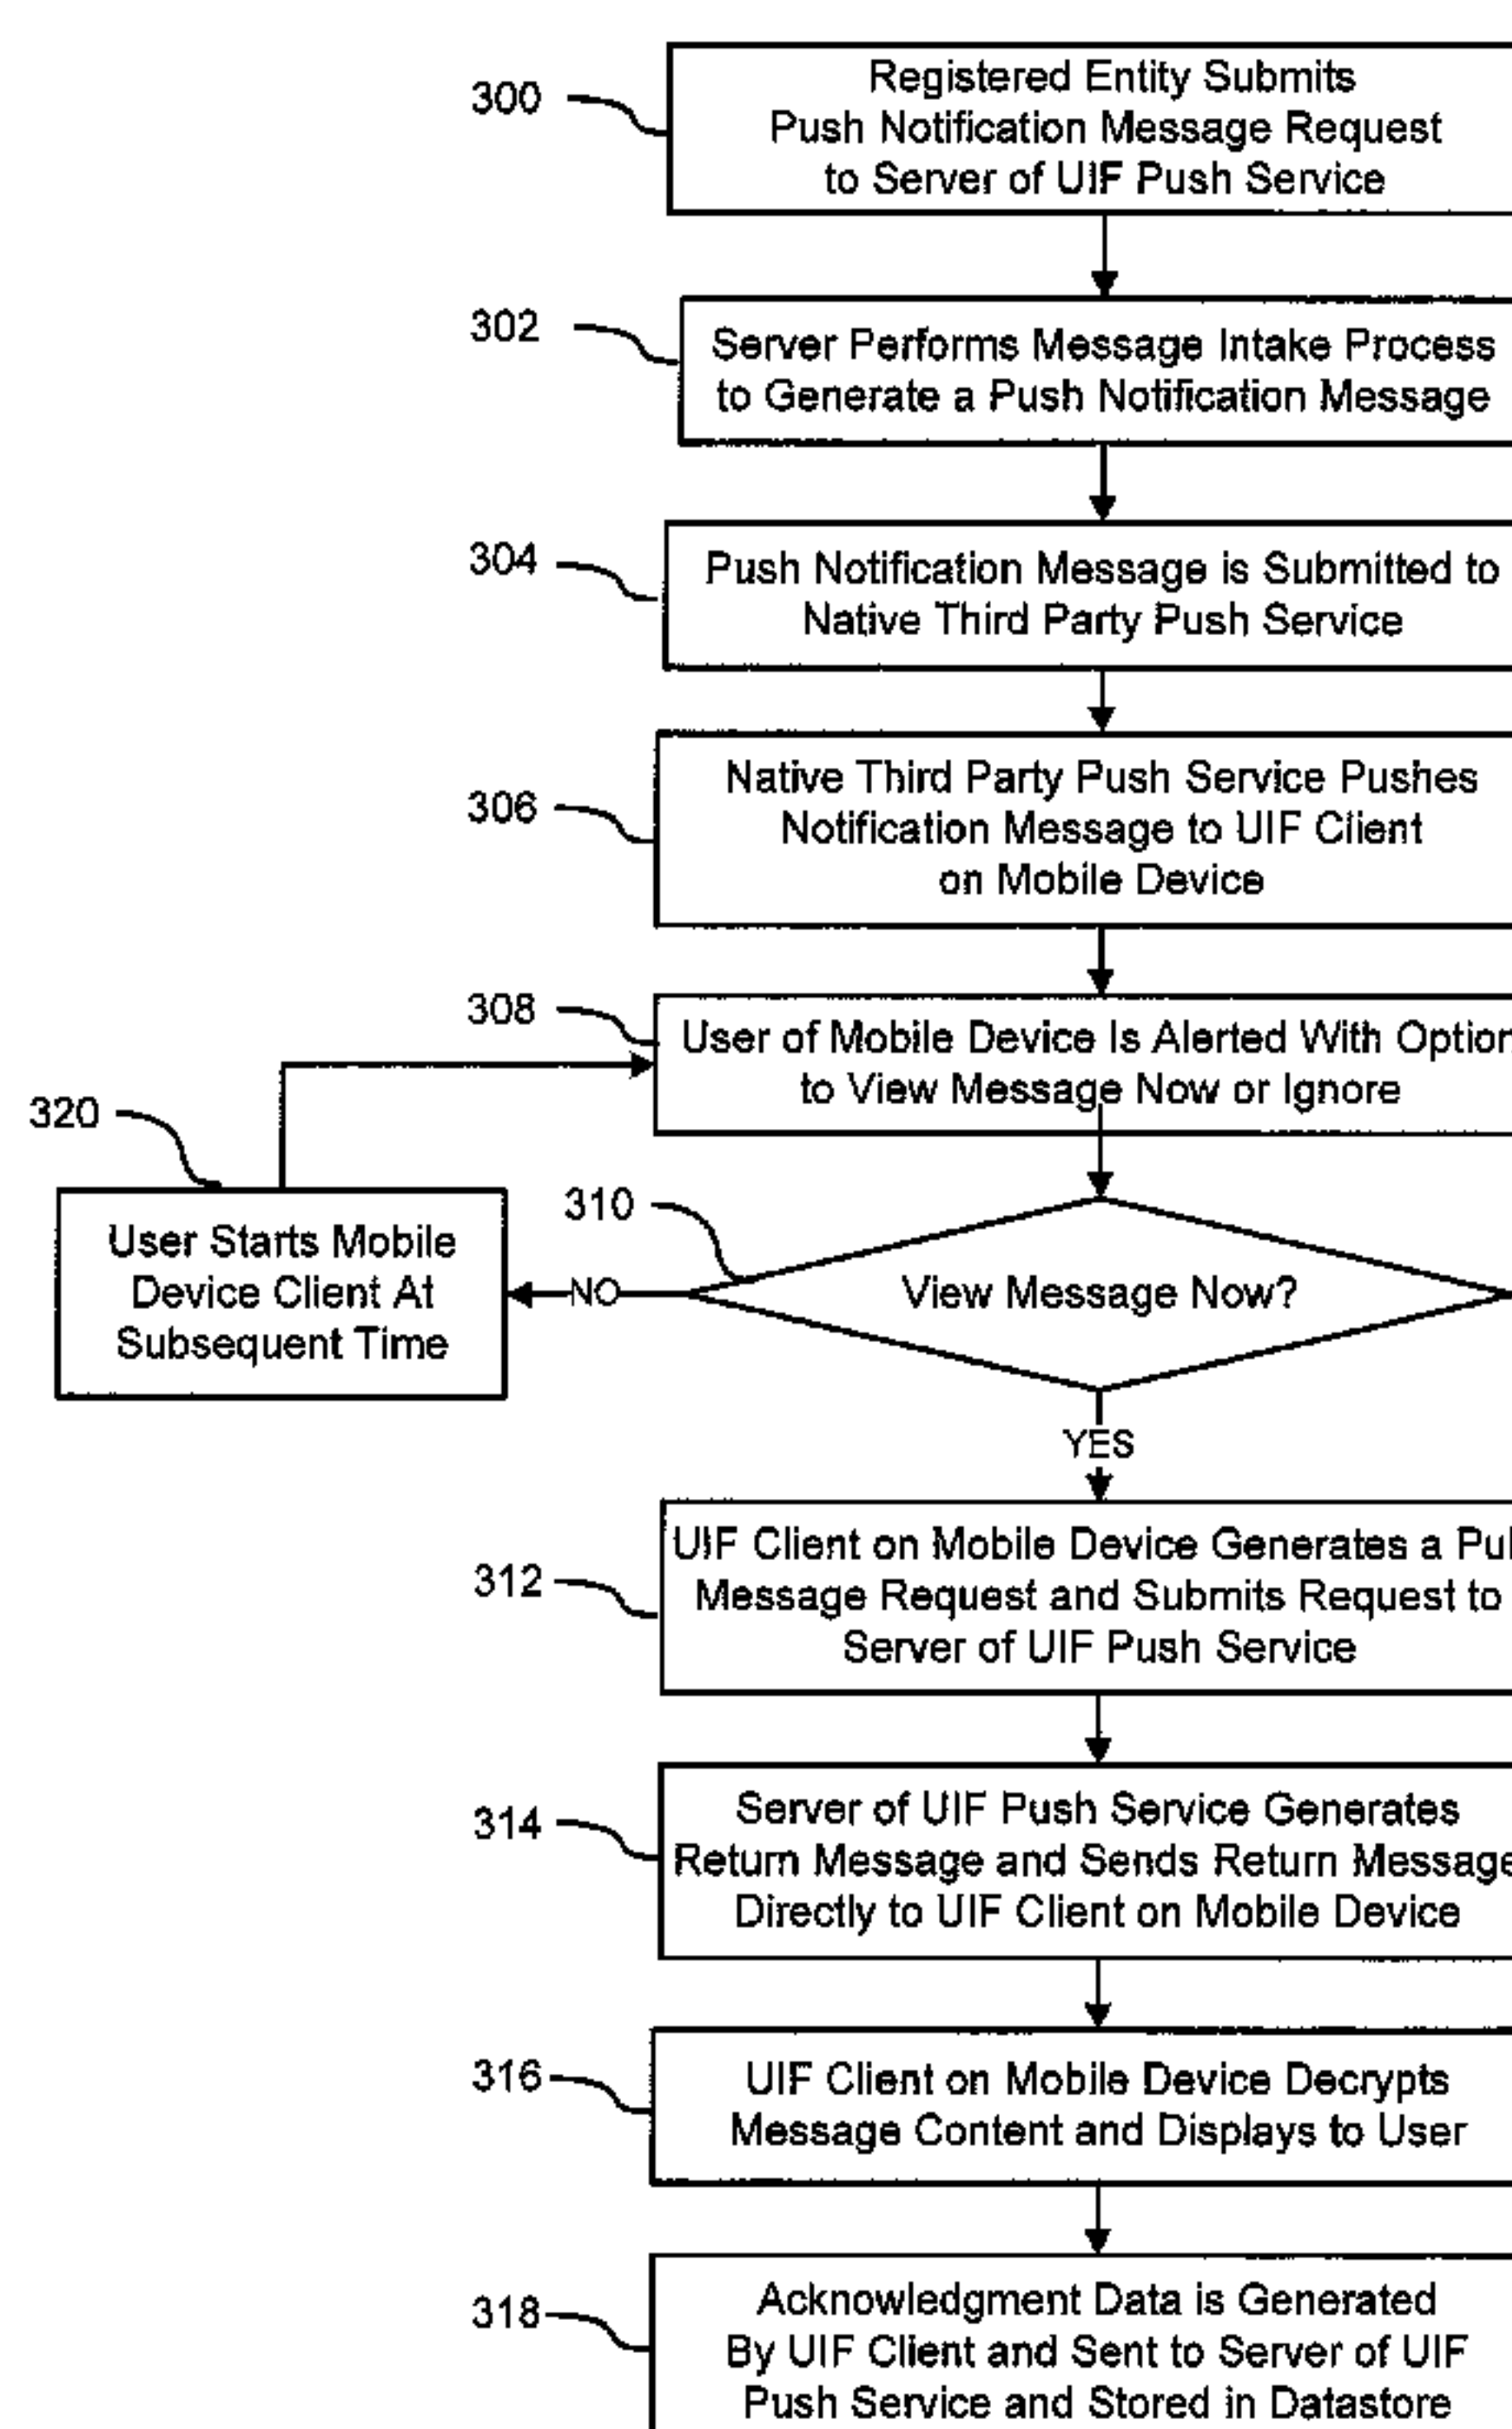 300
Registered Entity Submits
Push Notification Message Request
to Server of UIF Push Service
302
Server Performs Message Intake Process
to Generate a Push Notification Message
304
Push Notification Message is Submitted to
Native Third Party Push Service
306
Native Third Party Push Service Pushes
Notification Message to UIF Client
on Mobile Device
308
User of Mobile Device Is Alerted With Option
to View Message Now or Ignore
320
User Starts Mobile
Device Client At
Subsequent Time
310
NO
View Message Now?
YES
312
UIF Client on Mobile Device Generates a
Message Request and Submits Request to
Server of UIF Push Service
314
Server of UIF Push Service Generates
Return Message and Sends Return Message
Directly to UIF Client on Mobile Device
316
UIF Client on Mobile Device Decrypts
Message Content and Displays to User
318
Acknowledgment Data is Generated
By UIF Client and Sent to Server of UIF
Push Service and Stored in Datastore